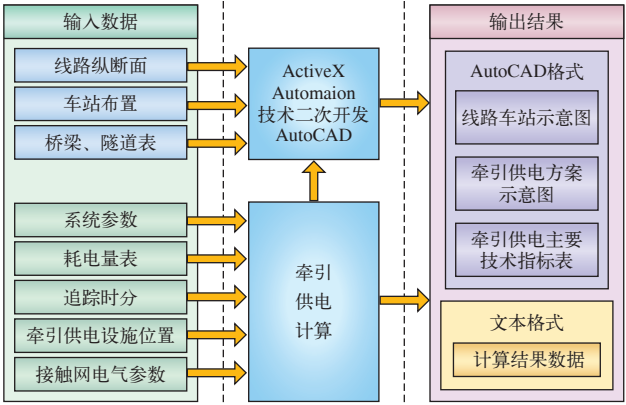 输入数据
线路纵断面
车站布置
桥梁、隧道表
系统参数
耗电量表
追踪时分
牵引供电设施位置
接触网电气参数
ActiveX
Automaion
技术二次开发
AutoCAD
牵引
供电
计算
输出结果
AutoCAD格式
线路车站示意图
牵引供电方案
示意图
牵引供电主要
技术指标表
文本格式
计算结果数据